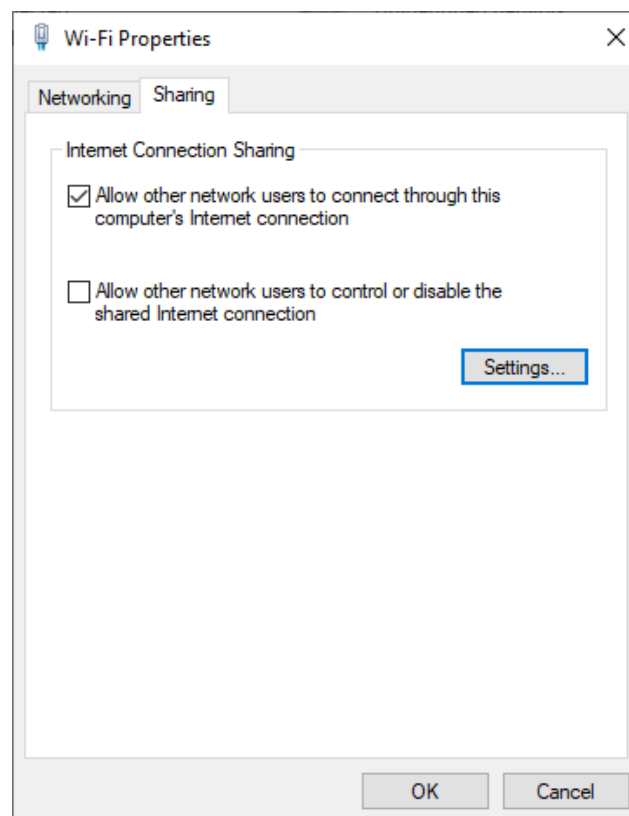 Wi-Fi Properties
Networking
Sharing
Internet Connection Sharing
Allow other network users to connect through this
computer's Internet connection
Allow other network users to control or disable the
shared Internet connection
Settings...
OK
Cancel